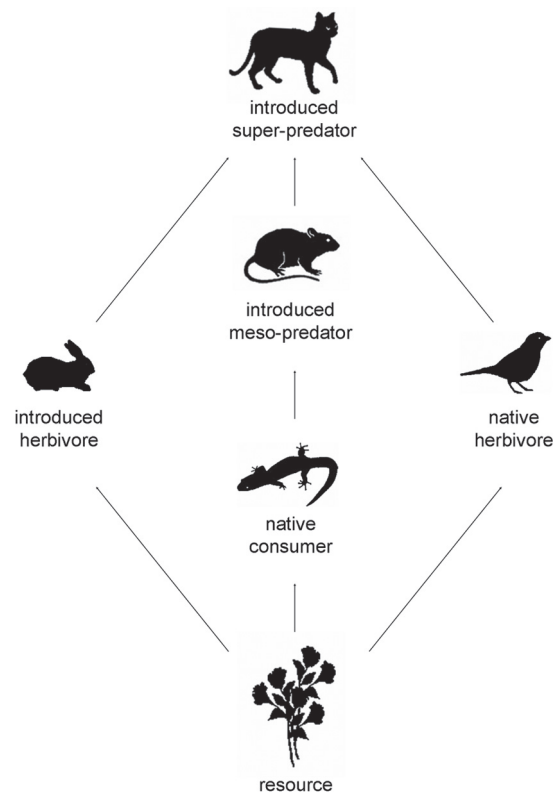 introduced
super-predator
introduced
meso-predator
introduced
herbivore
native
herbivore
native
consumer
resource